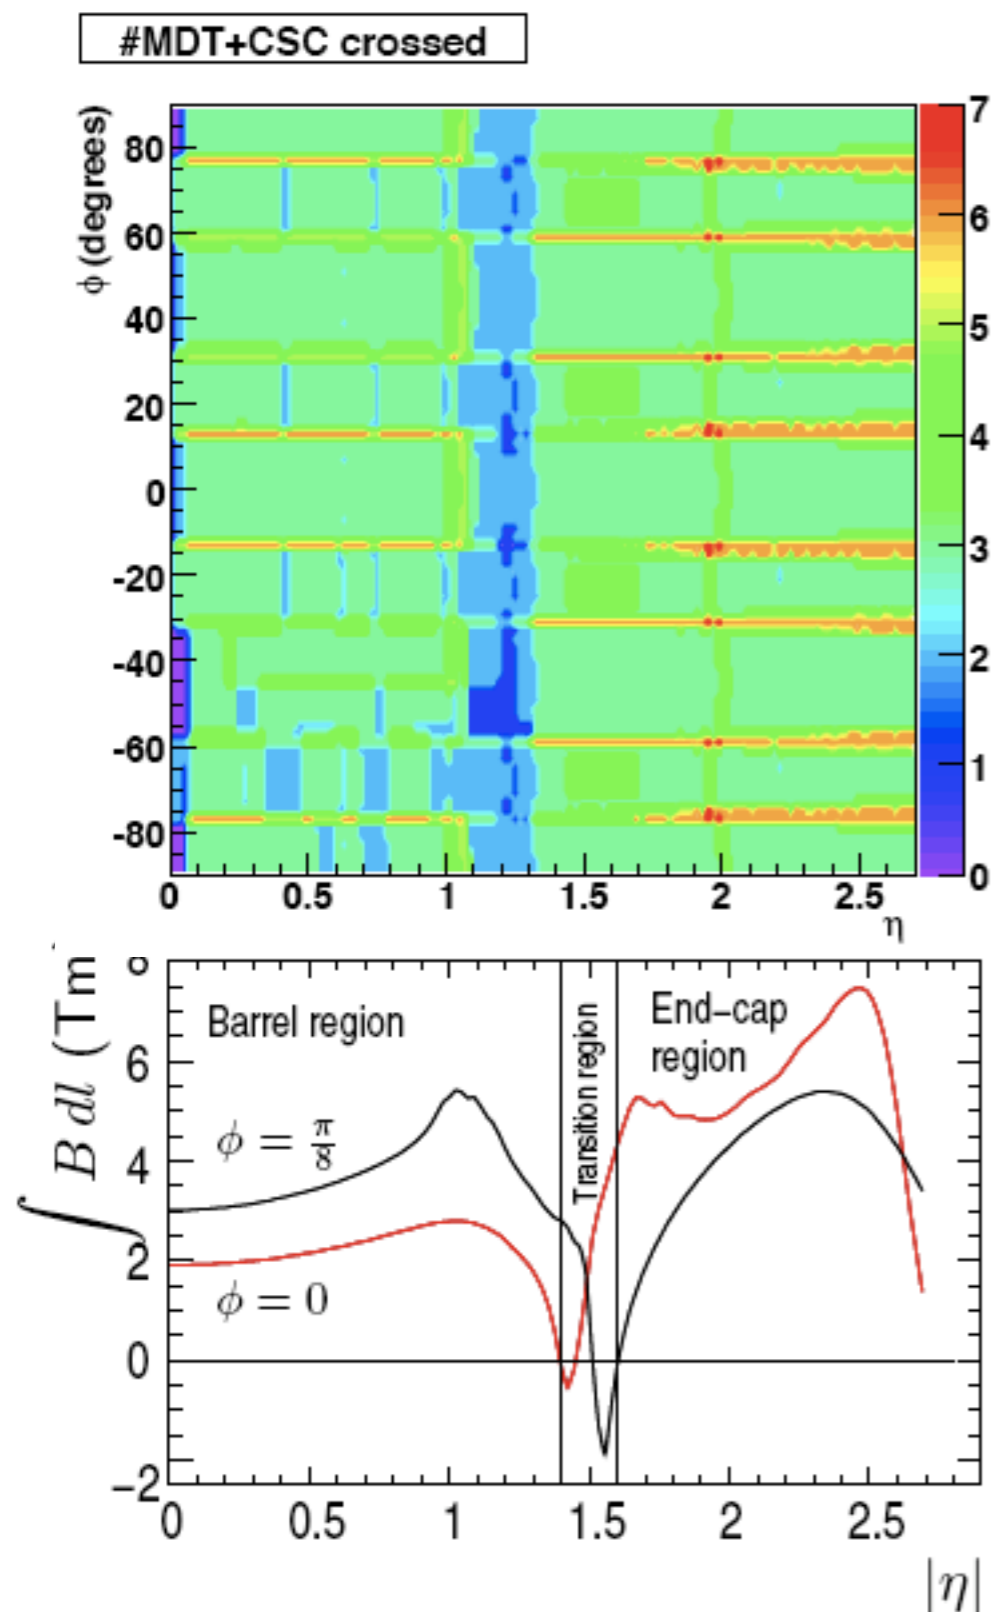 #MDT+CSC crossed
ϕ (degrees)
80
60
40
20
0
-20
-40
-60
-80
7
6
5
4
3
2
1
0
0 0.5 1 1.5 2 2.5
η
∫ B dl (Tm
8
6
4
2
0
−2
Barrel region
Transition region
End−cap
region
ϕ = π/8
ϕ = 0
0 0.5 1 1.5 2 2.5
|η|